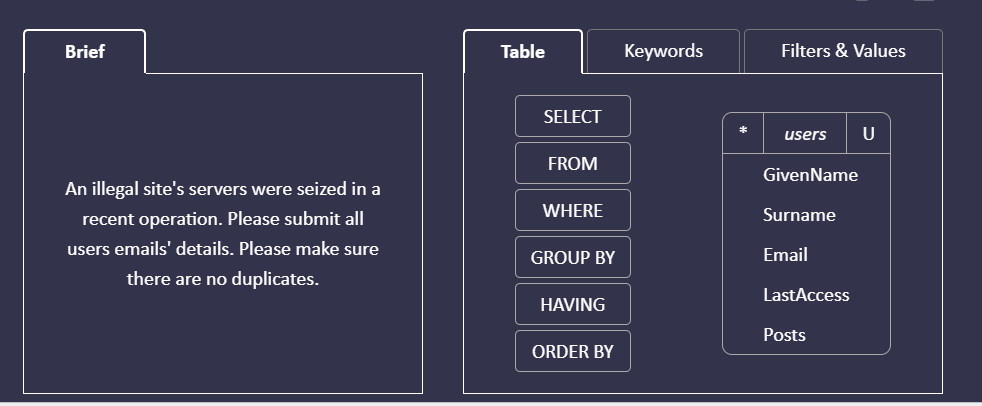 Brief
An illegal site's servers were seized in a
recent operation. Please submit all
users emails' details. Please make sure
there are no duplicates.
Table Keywords Filters & Values
SELECT
FROM
WHERE
GROUP BY
HAVING
ORDER BY
* users U
GivenName
Surname
Email
LastAccess
Posts